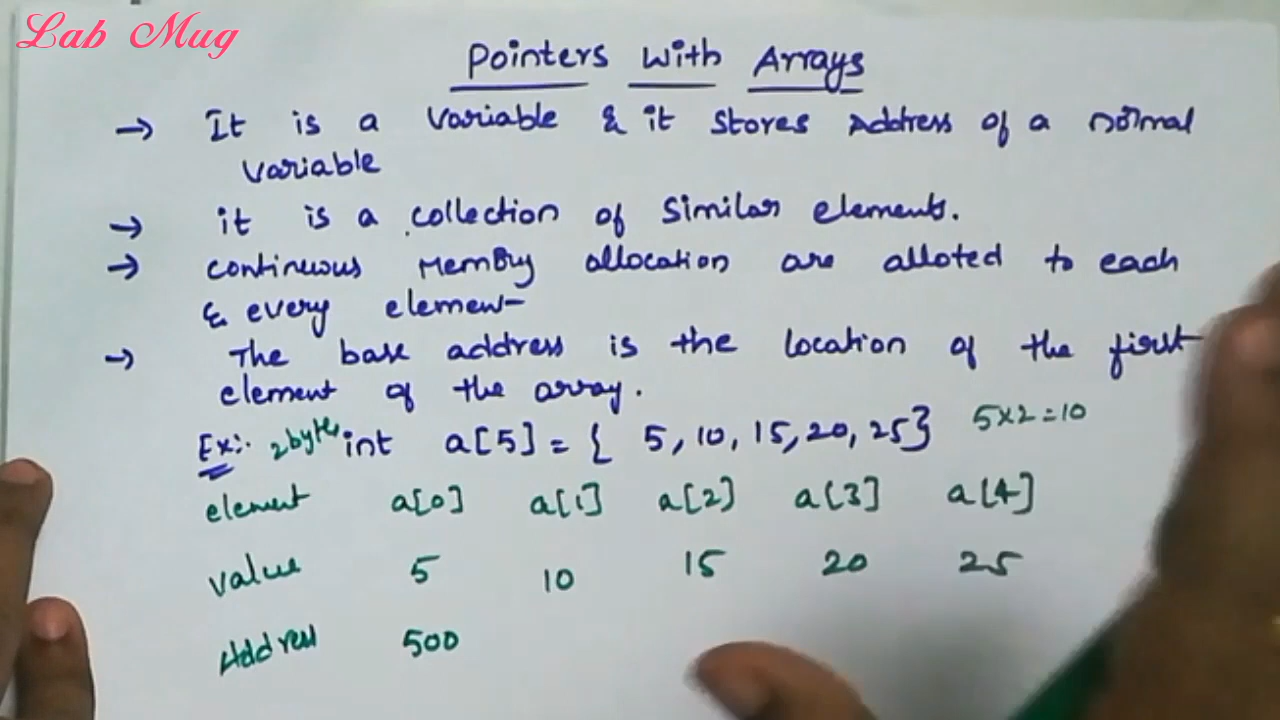 Lab Mug
Pointers With Arrays
→ It is a variable & it stores Address of a normal
variable
→ it is a collection of similar elements.
→ continuous Memory allocation are alloted to each
& every element
→ The base address is the location of the first
element of the array.
Ex:- 2 bytes int a[5] = { 5, 10, 15, 20, 25} 5x2=10
element a[0] a[1] a[2] a[3] a[4]
value 5 10 15 20 25
Address 500